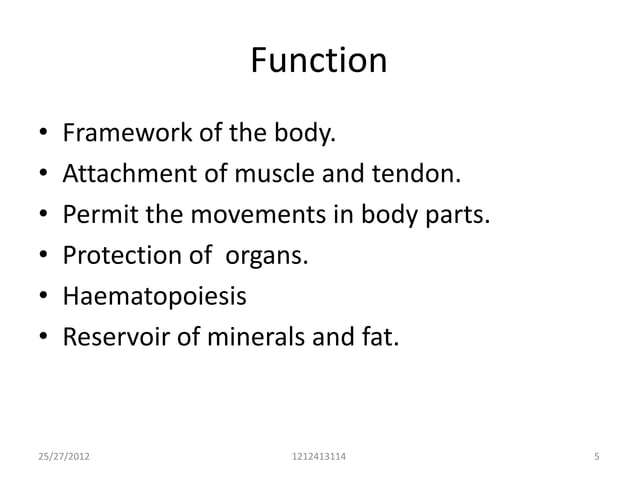 Function
• Framework of the body.
• Attachment of muscle and tendon.
• Permit the movements in body parts.
• Protection of  organs.
• Haematopoiesis
• Reservoir of minerals and fat.
25/27/2012 1212413114 5